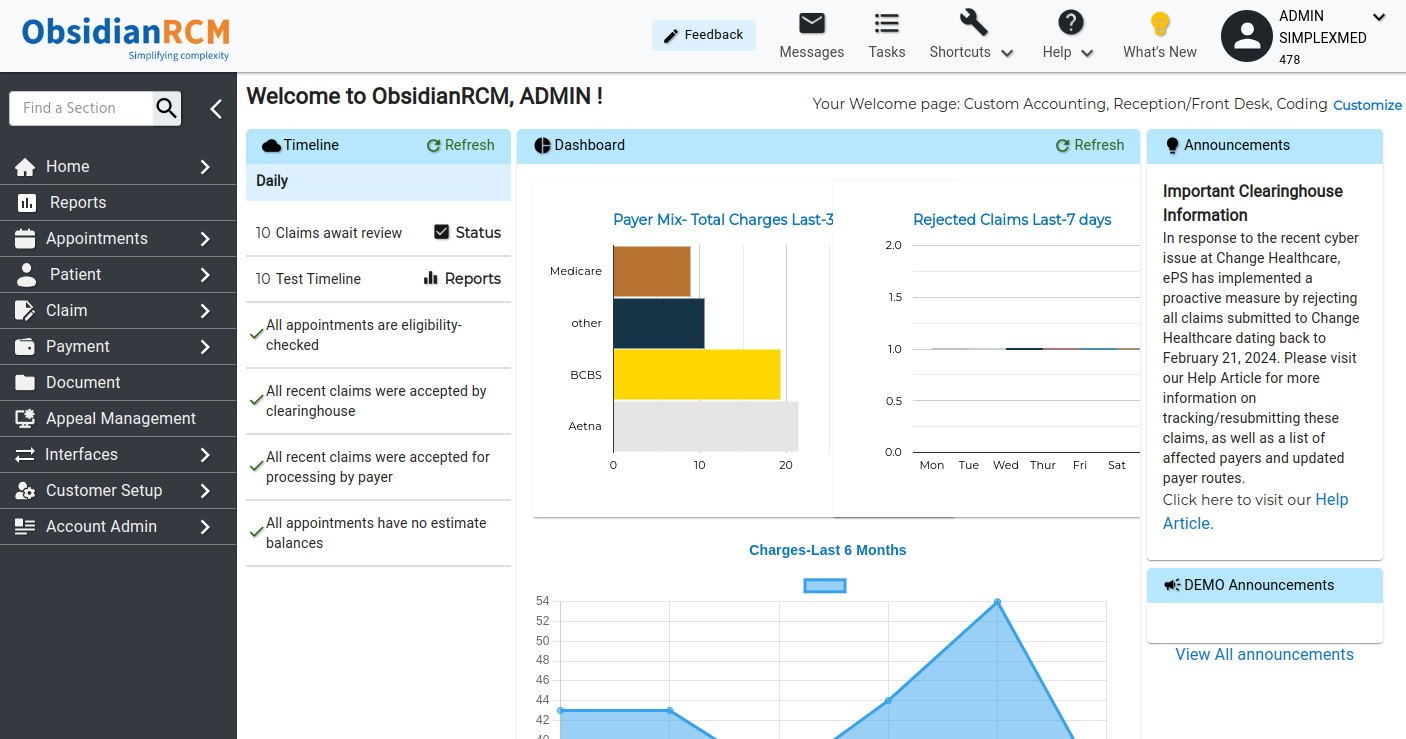 ObsidianRCM
Simplifying complexity
Feedback
Messages
Tasks
Shortcuts
Help
What's New
ADMIN
SIMPLEXMED
478
Find a Section
Home
Reports
Appointments
Patient
Claim
Payment
Document
Appeal Management
Interfaces
Customer Setup
Account Admin
Welcome to ObsidianRCM, ADMIN !
Your Welcome page: Custom Accounting, Reception/Front Desk, Coding Customize
Timeline Refresh
Daily
10 Claims await review Status
10 Test Timeline Reports
All appointments are eligibility-
checked
All recent claims were accepted by
clearinghouse
All recent claims were accepted for
processing by payer
All appointments have no estimate
balances
Dashboard Refresh
Payer Mix- Total Charges Last-3
Medicare
other
BCBS
Aetna
0 10 20
Rejected Claims Last-7 days
2.0
1.5
1.0
0.5
0.0
Mon Tue Wed Thur Fri Sat
Charges-Last 6 Months
54
52
50
48
46
44
42
40
Announcements
Important Clearinghouse
Information
In response to the recent cyber
issue at Change Healthcare,
ePS has implemented a
proactive measure by rejecting
all claims submitted to Change
Healthcare dating back to
February 21, 2024. Please visit
our Help Article for more
information on
tracking/resubmitting these
claims, as well as a list of
affected payers and updated
payer routes.
Click here to visit our Help
Article.
DEMO Announcements
View All announcements